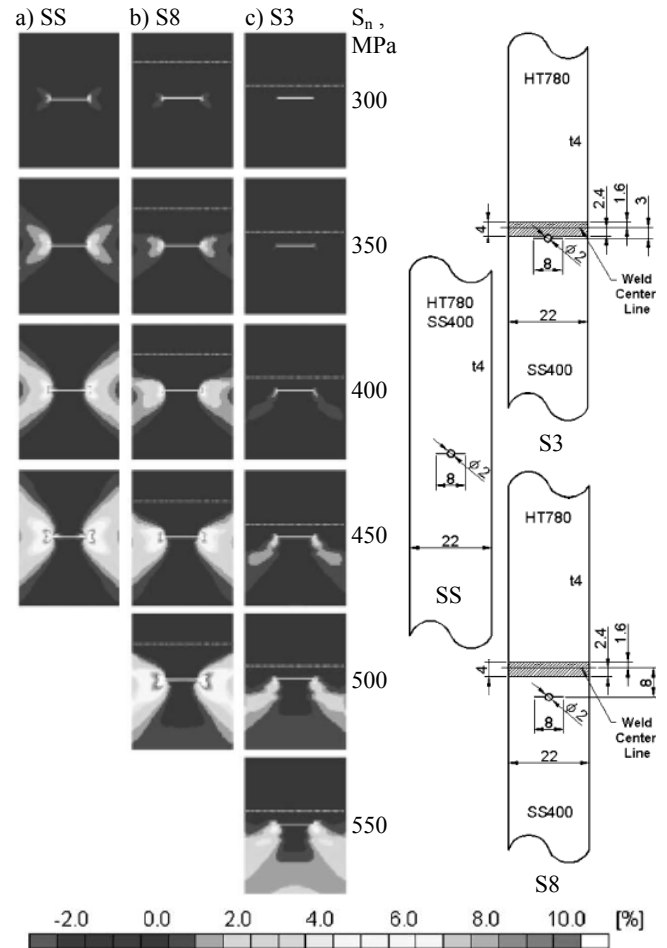 a) SS
b) S8
c) S3
Sₙ ,
MPa
300
350
400
450
500
550
HT780
t4
4
2.4
1.6
3
ϕ2
8
Weld
Center
Line
22
SS400
S3
HT780
SS400
t4
ϕ2
8
22
SS
HT780
t4
4
2.4
1.6
8
ϕ2
8
Weld
Center
Line
22
SS400
S8
-2.0 0.0 2.0 4.0 6.0 8.0 10.0 [%]